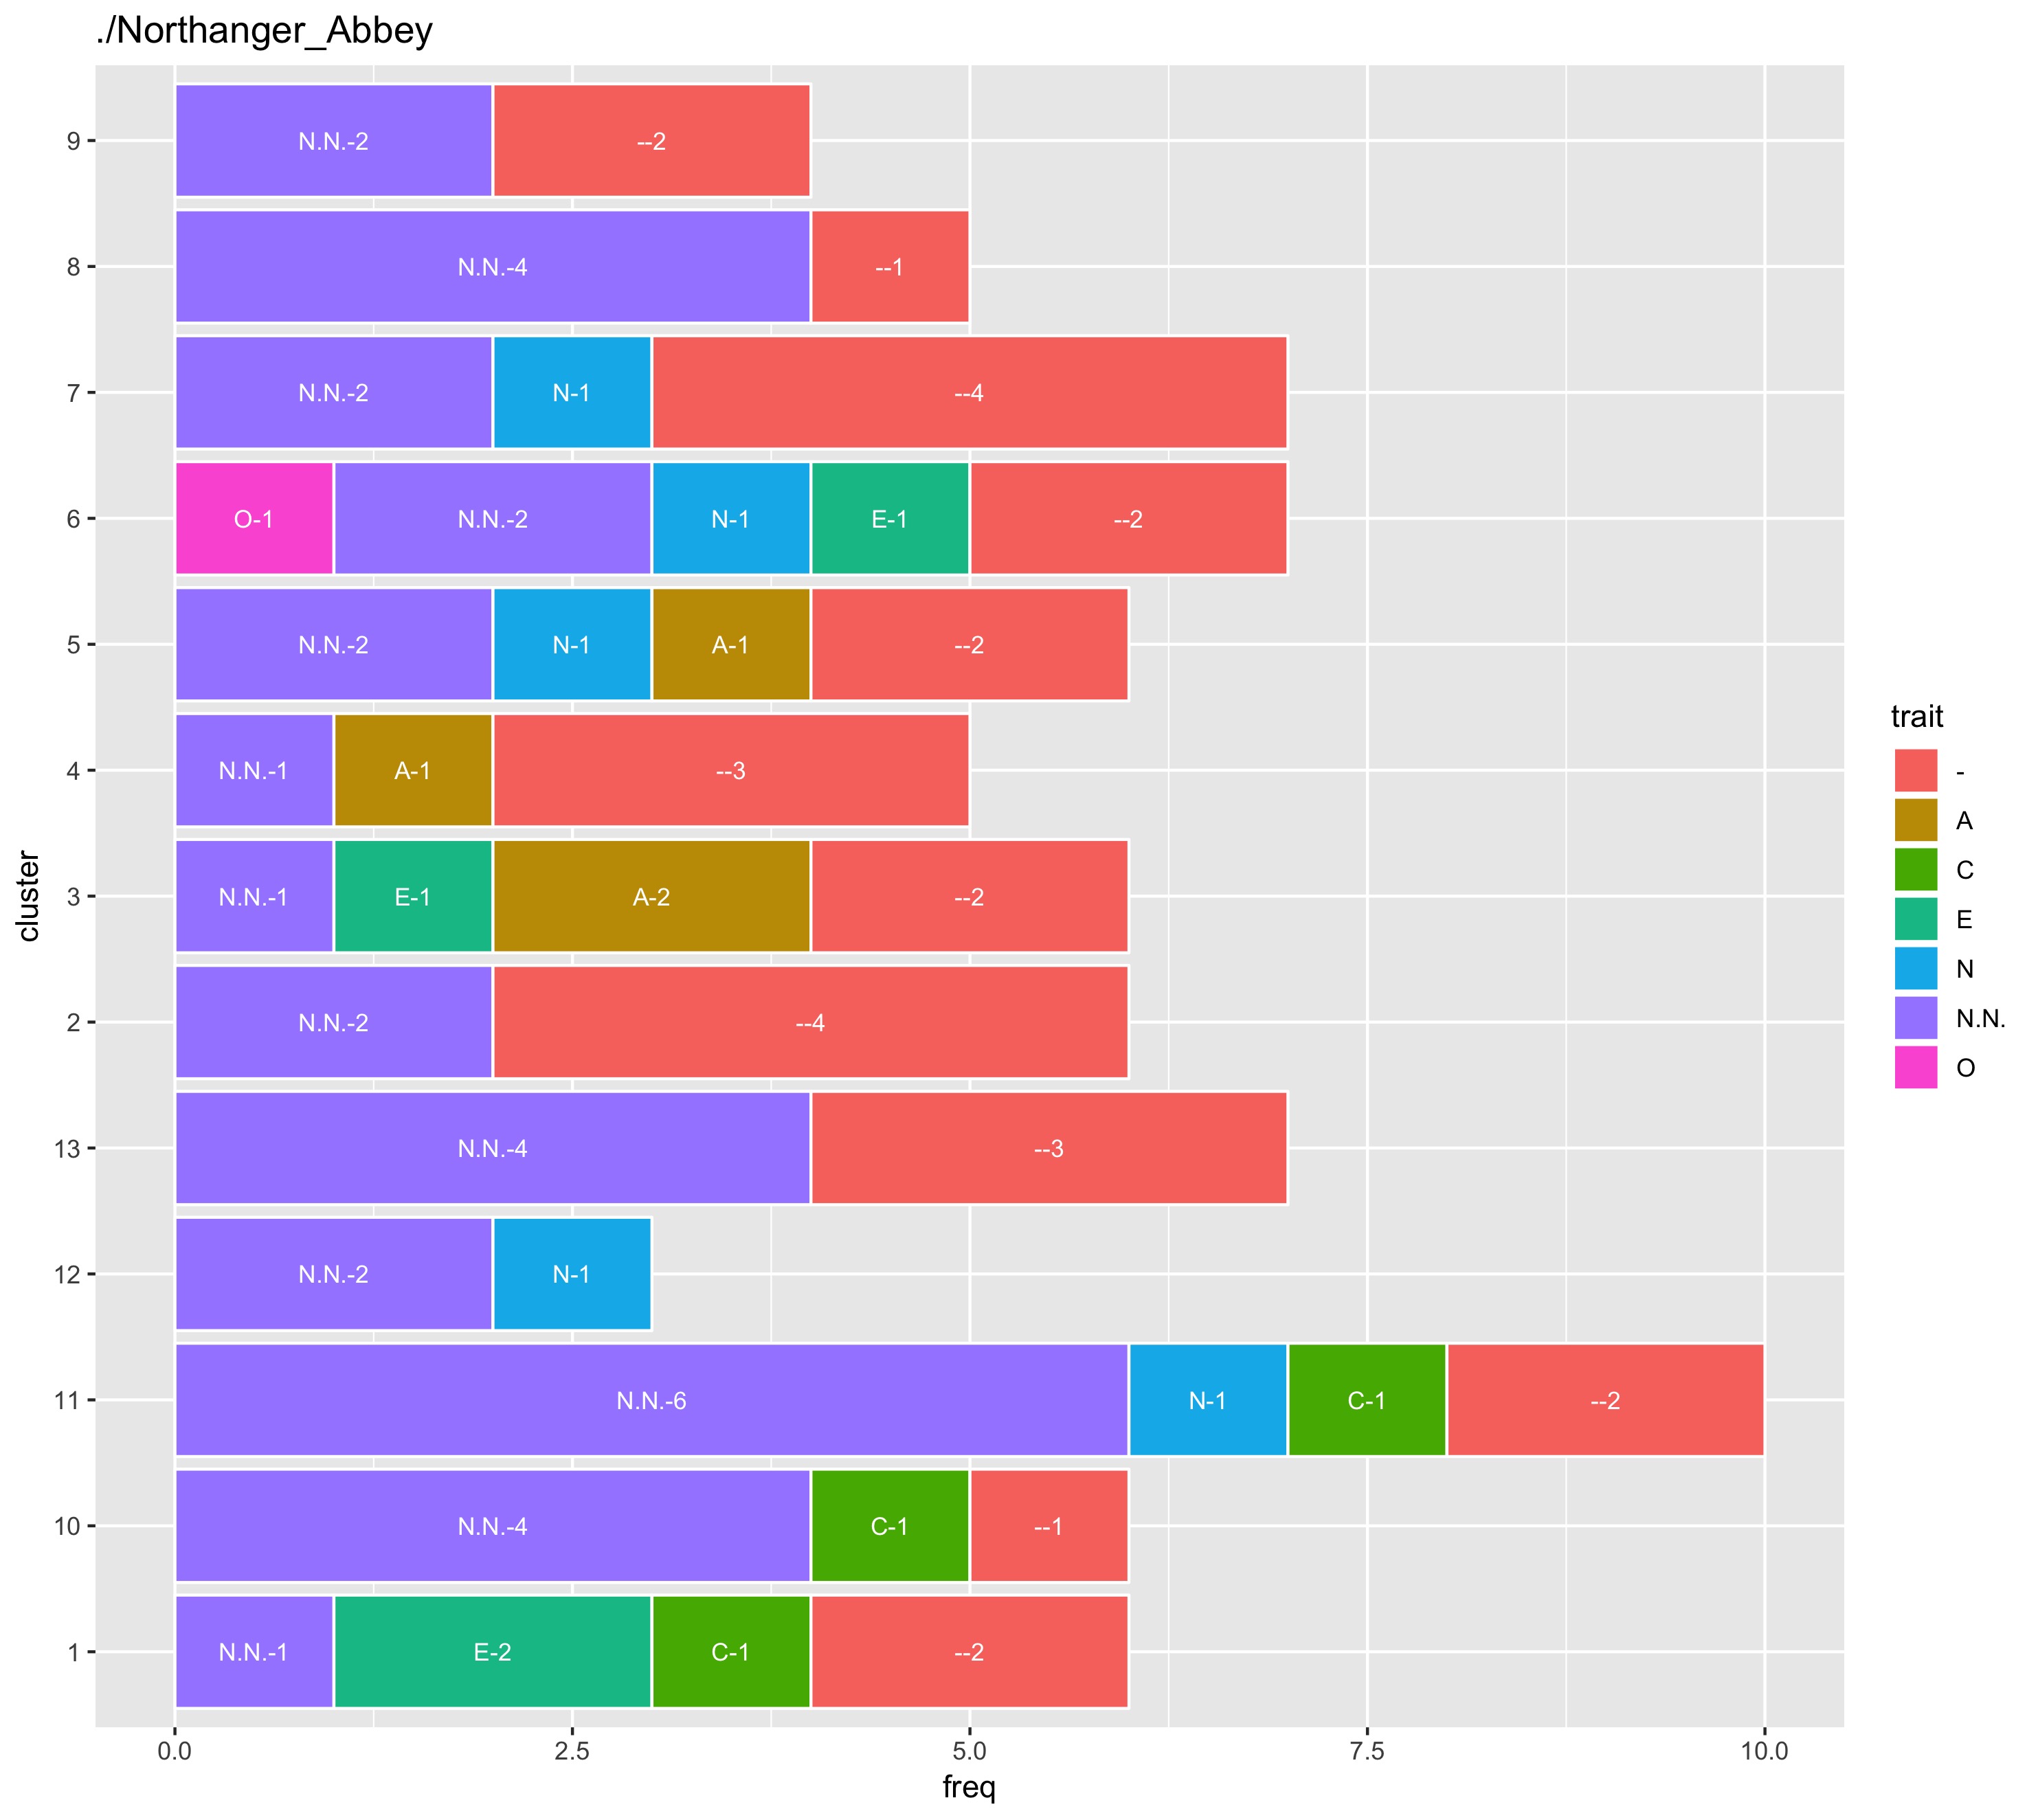 ./Northanger_Abbey
9 N.N.-2 --2
8 N.N.-4 --1
7 N.N.-2 N-1 --4
6 O-1 N.N.-2 N-1 E-1 --2
5 N.N.-2 N-1 A-1 --2
4 N.N.-1 A-1 --3
3 N.N.-1 E-1 A-2 --2
2 N.N.-2 --4
13 N.N.-4 --3
12 N.N.-2 N-1
11 N.N.-6 N-1 C-1 --2
10 N.N.-4 C-1 --1
1 N.N.-1 E-2 C-1 --2
0.0 2.5 5.0 7.5 10.0
freq
cluster
trait
-
A
C
E
N
N.N.
O